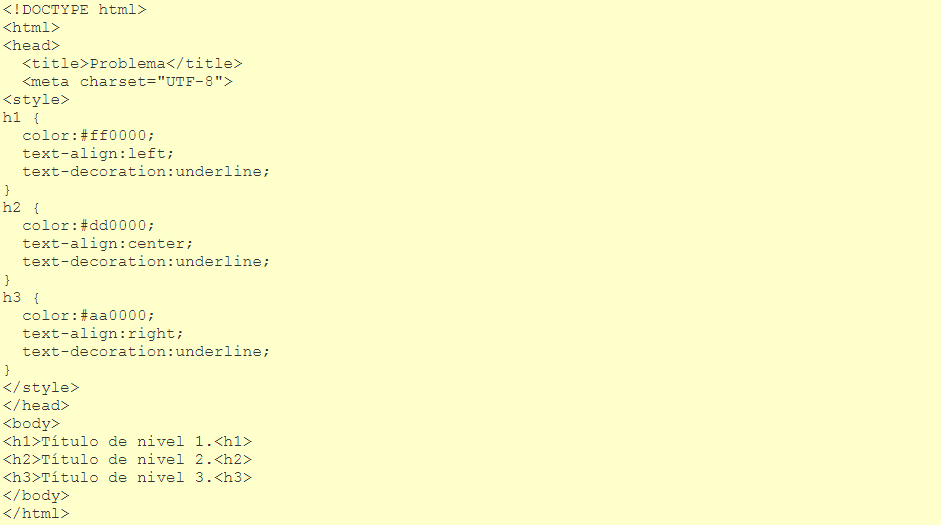 <!DOCTYPE html>
<html>
<head>
  <title>Problema</title>
  <meta charset="UTF-8">
<style>
h1 {
  color:#ff0000;
  text-align:left;
  text-decoration:underline;
}
h2 {
  color:#dd0000;
  text-align:center;
  text-decoration:underline;
}
h3 {
  color:#aa0000;
  text-align:right;
  text-decoration:underline;
}
</style>
</head>
<body>
<h1>Título de nivel 1.<h1>
<h2>Título de nivel 2.<h2>
<h3>Título de nivel 3.<h3>
</body>
</html>